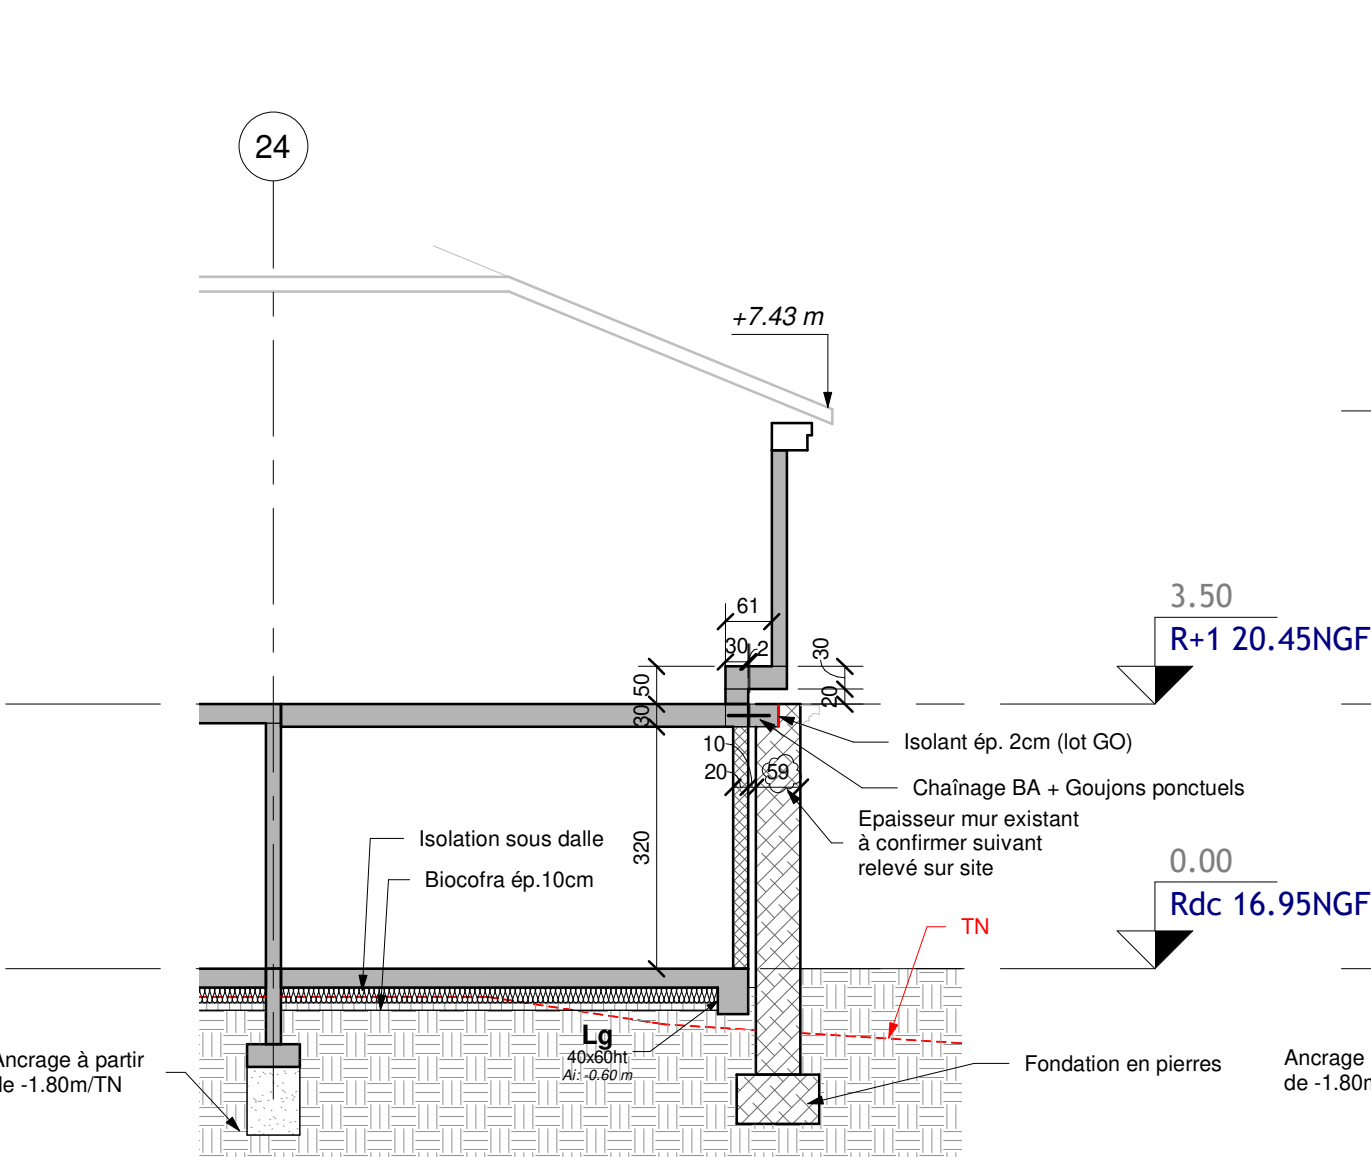 24
+7.43 m
61
30
2
30
20
50
30
3.50
R+1 20.45NGF
10
20
59
320
Isolant ép. 2cm (lot GO)
Chaînage BA + Goujons ponctuels
Epaisseur mur existant
à confirmer suivant
relevé sur site
Isolation sous dalle
Biocofra ép.10cm
0.00
Rdc 16.95NGF
TN
Lg
40x60ht
Ai: -0.60 m
Ancrage à partir
de -1.80m/TN
Fondation en pierres
Ancrage
de -1.80m